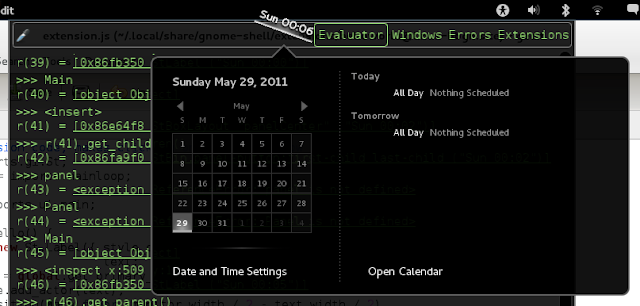 dit
Sun 00:06
extension.js (~/.local/share/gnome-shell/exten
Evaluator Windows Errors Extensions
r(39) = [0x86fb350
>>> Main
r(40) = [object Obje
>>> <insert>
r(41) = [0x86e64f8
>>> r(41).get_child
r(42) = [0x86fa9f0
>>> panel
r(43) = <exception
>>> Panel
r(44) = <exception
>>> Main
r(45) = [object Obje
>>> <inspect x:509
r(46) = [0x86fb350
>>> r(46).get_parent()
Sunday May 29, 2011
May
S M T W T F S
1 2 3 4 5 6 7
8 9 10 11 12 13 14
15 16 17 18 19 20 21
22 23 24 25 26 27 28
29 30 31 1 2 3 4
Date and Time Settings
Today
All Day Nothing Scheduled
Tomorrow
All Day Nothing Scheduled
Open Calendar